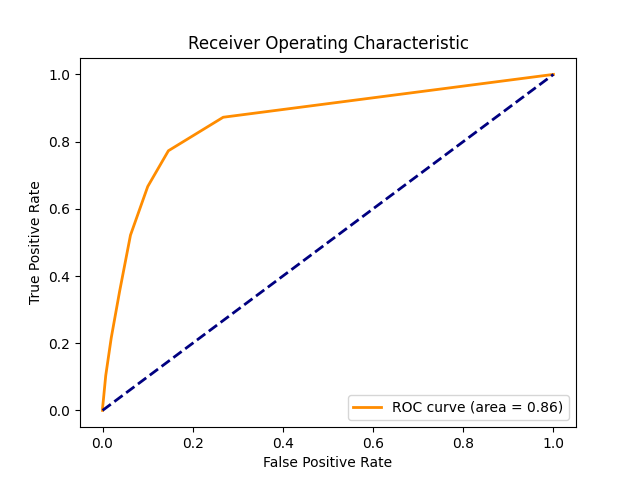 Receiver Operating Characteristic
True Positive Rate
1.0
0.8
0.6
0.4
0.2
0.0
ROC curve (area = 0.86)
0.0 0.2 0.4 0.6 0.8 1.0
False Positive Rate